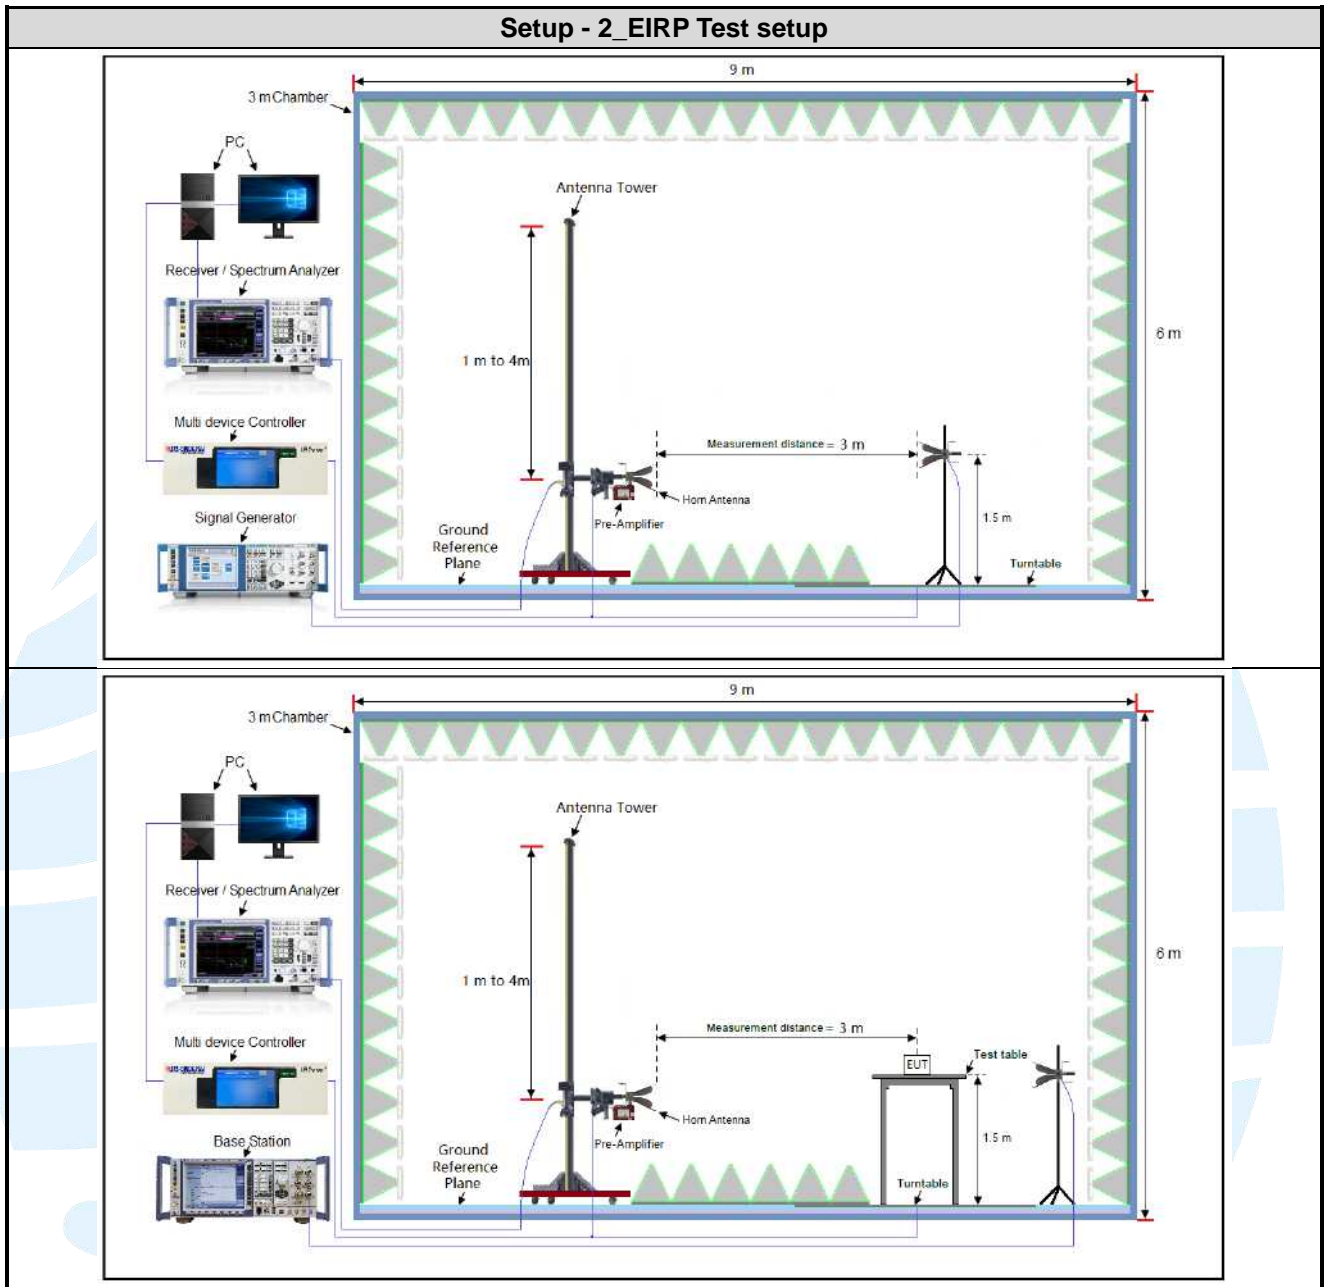 Setup - 2_EIRP Test setup
9 m
3 m Chamber
PC
Antenna Tower
Receiver / Spectrum Analyzer
6 m
1 m to 4m
Multi device Controller
Measurement distance = 3 m
Horn Antenna
Signal Generator
Pre-Amplifier
1.5 m
Ground
Reference
Plane
Turntable
9 m
3 m Chamber
PC
Antenna Tower
Receiver / Spectrum Analyzer
6 m
1 m to 4m
Measurement distance = 3 m
Multi device Controller
Test table
EUT
Horn Antenna
Base Station
Pre-Amplifier
1.5 m
Ground
Reference
Plane
Turntable